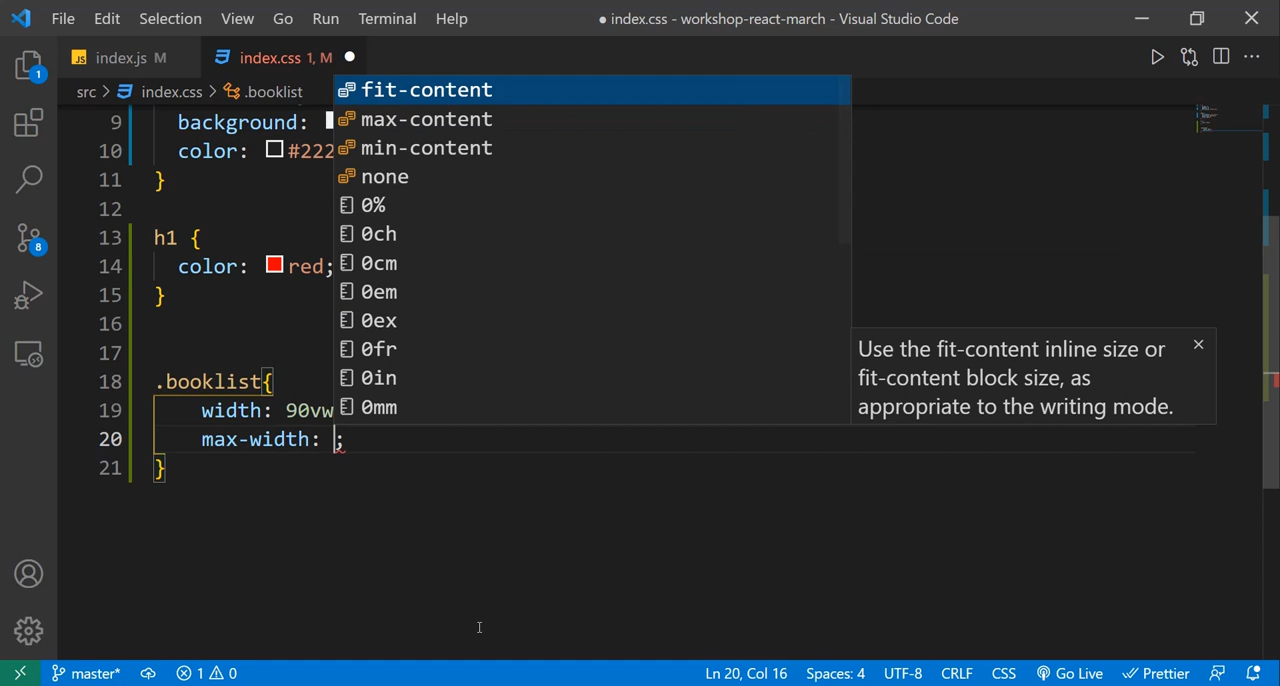 File Edit Selection View Go Run Terminal Help
● index.css - workshop-react-march - Visual Studio Code
JS index.js M
index.css 1, M
src > index.css > .booklist
1
8
9 background:
10 color: #222
11 }
12
13 h1 {
14 color: red;
15 }
16
17
18 .booklist{
19 width: 90vw
20 max-width: ;
21 }
fit-content
max-content
min-content
none
0%
0ch
0cm
0em
0ex
0fr
0in
0mm
Use the fit-content inline size or
fit-content block size, as
appropriate to the writing mode.
master* 1 0 Ln 20, Col 16 Spaces: 4 UTF-8 CRLF CSS Go Live Prettier